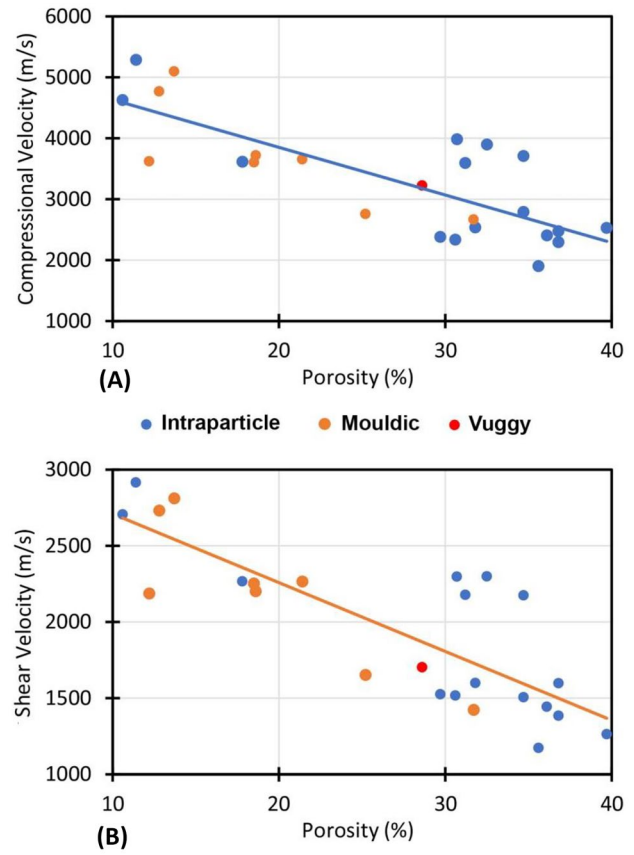 6000
5000
4000
3000
2000
1000
Compressional Velocity (m/s)
10 20 30 40
Porosity (%)
(A)
Intraparticle Mouldic Vuggy
3000
2500
2000
1500
1000
Shear Velocity (m/s)
10 20 30 40
Porosity (%)
(B)